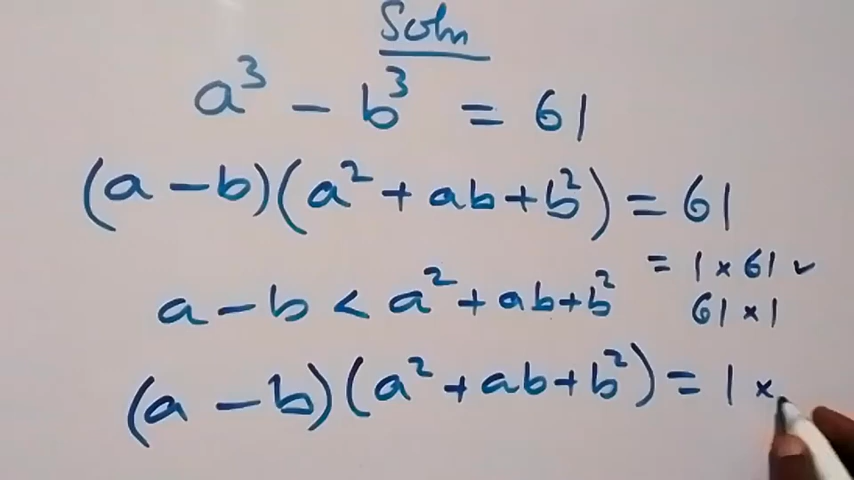 Soln
a³ - b³ = 61
(a - b)(a² + ab + b²) = 61
= 1 × 61 ✓
a - b < a² + ab + b²
61 × 1
(a - b)(a² + ab + b²) = 1 ×